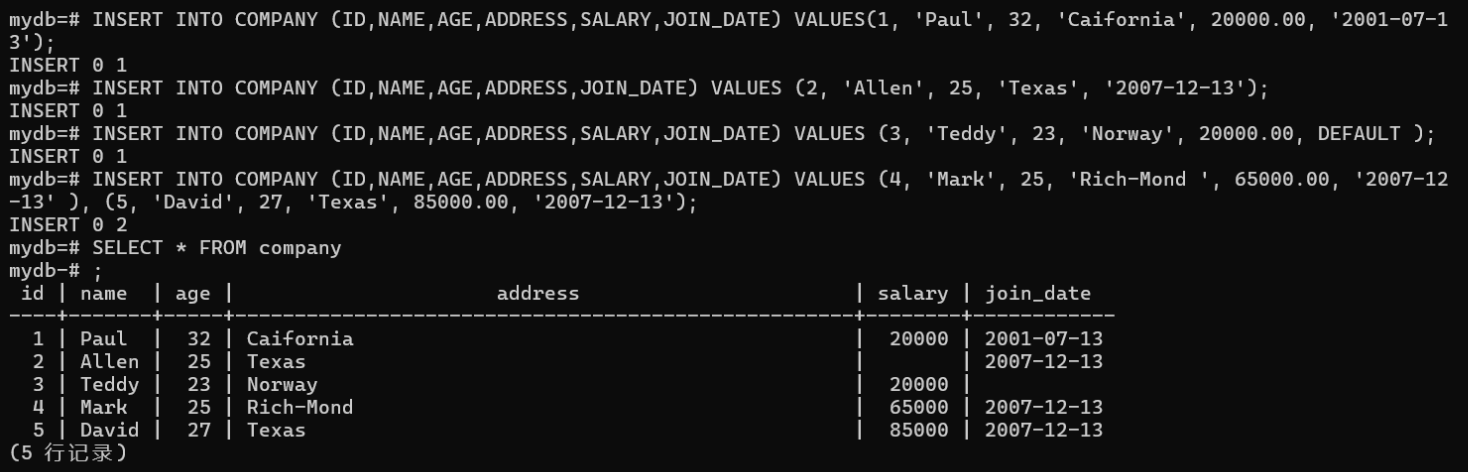 mydb=# INSERT INTO COMPANY (ID,NAME,AGE,ADDRESS,SALARY,JOIN_DATE) VALUES(1, 'Paul', 32, 'Caifornia', 20000.00, '2001-07-1
3');
INSERT 0 1
mydb=# INSERT INTO COMPANY (ID,NAME,AGE,ADDRESS,JOIN_DATE) VALUES (2, 'Allen', 25, 'Texas', '2007-12-13');
INSERT 0 1
mydb=# INSERT INTO COMPANY (ID,NAME,AGE,ADDRESS,SALARY,JOIN_DATE) VALUES (3, 'Teddy', 23, 'Norway', 20000.00, DEFAULT );
INSERT 0 1
mydb=# INSERT INTO COMPANY (ID,NAME,AGE,ADDRESS,SALARY,JOIN_DATE) VALUES (4, 'Mark', 25, 'Rich-Mond ', 65000.00, '2007-12
-13' ), (5, 'David', 27, 'Texas', 85000.00, '2007-12-13');
INSERT 0 2
mydb=# SELECT * FROM company
mydb-# ;
 id | name  | age |                      address                       | salary | join_date
----+-------+-----+----------------------------------------------------+--------+------------
  1 | Paul  |  32 | Caifornia                                          |  20000 | 2001-07-13
  2 | Allen |  25 | Texas                                              |        | 2007-12-13
  3 | Teddy |  23 | Norway                                             |  20000 |
  4 | Mark  |  25 | Rich-Mond                                          |  65000 | 2007-12-13
  5 | David |  27 | Texas                                              |  85000 | 2007-12-13
(5 行记录)